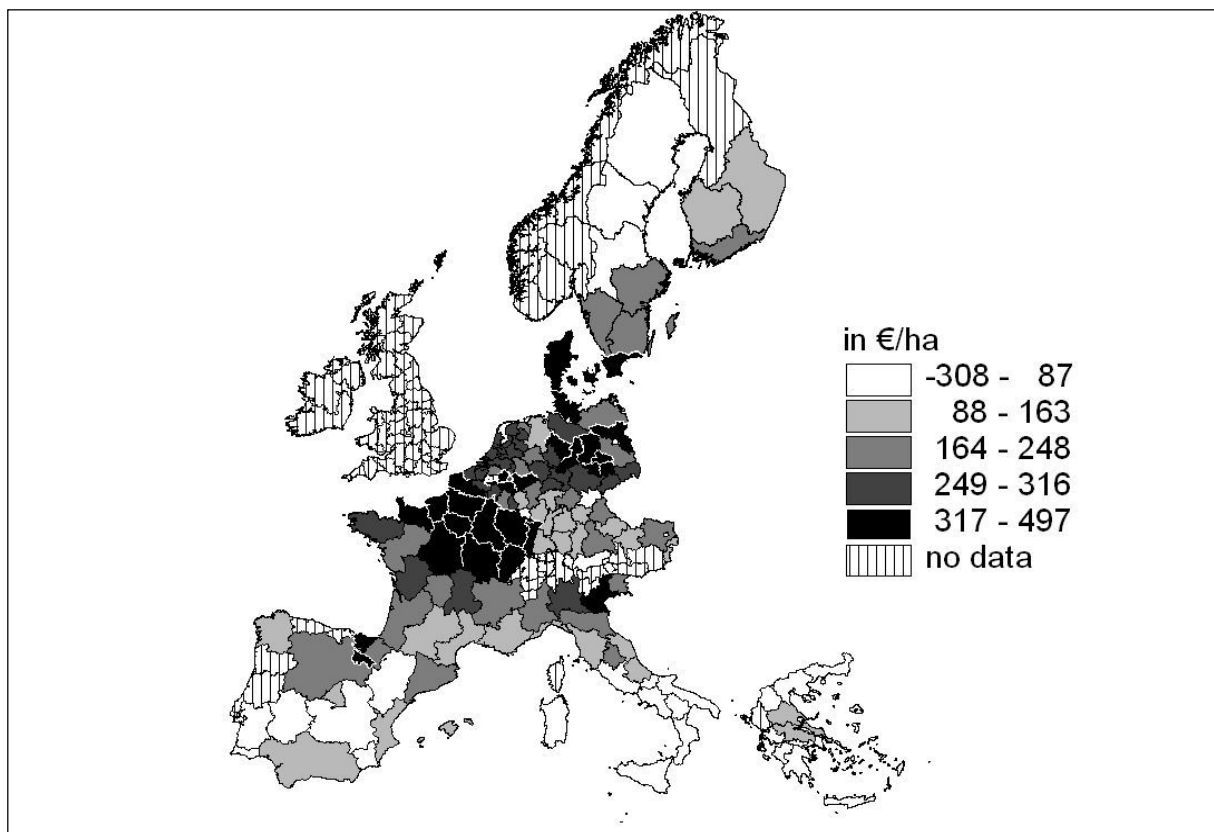 in €/ha
-308 - 87
88 - 163
164 - 248
249 - 316
317 - 497
no data